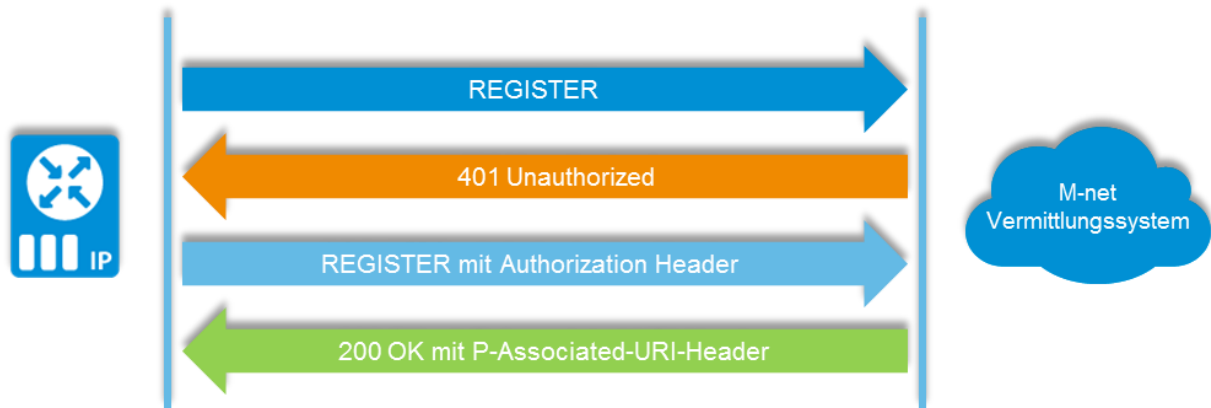 REGISTER
401 Unauthorized
IP
M-net
Vermittlungssystem
REGISTER mit Authorization Header
200 OK mit P-Associated-URI-Header